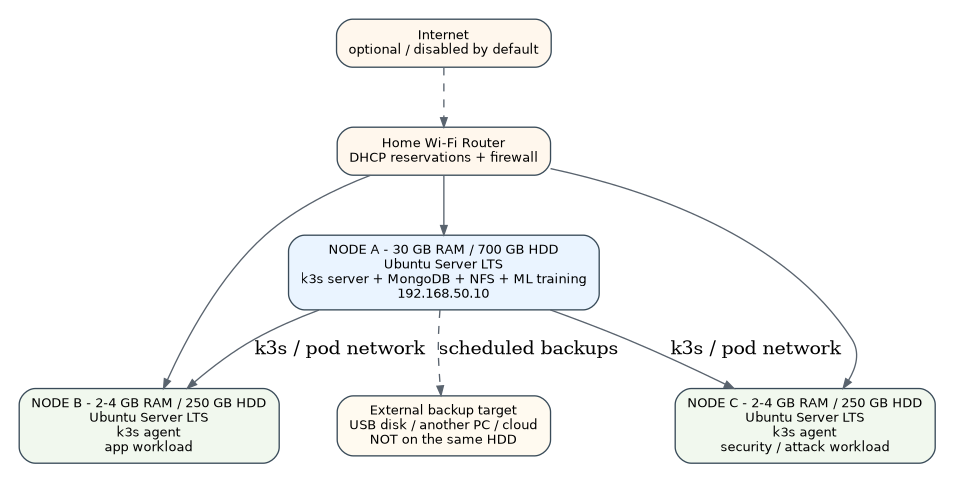 Internet
optional / disabled by default
Home Wi-Fi Router
DHCP reservations + firewall
NODE A - 30 GB RAM / 700 GB HDD
Ubuntu Server LTS
k3s server + MongoDB + NFS + ML training
192.168.50.10
k3s / pod network
scheduled backups
k3s / pod network
NODE B - 2-4 GB RAM / 250 GB HDD
Ubuntu Server LTS
k3s agent
app workload
External backup target
USB disk / another PC / cloud
NOT on the same HDD
NODE C - 2-4 GB RAM / 250 GB HDD
Ubuntu Server LTS
k3s agent
security / attack workload